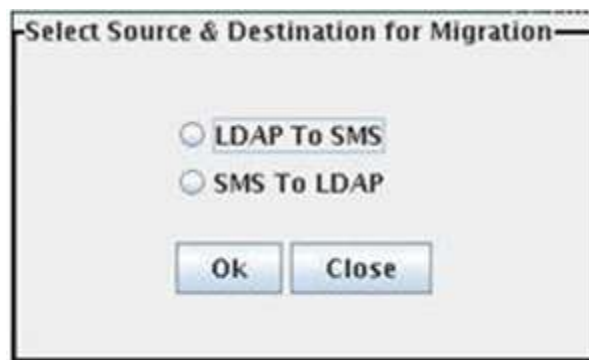 Select Source & Destination for Migration
LDAP To SMS
SMS To LDAP
Ok Close